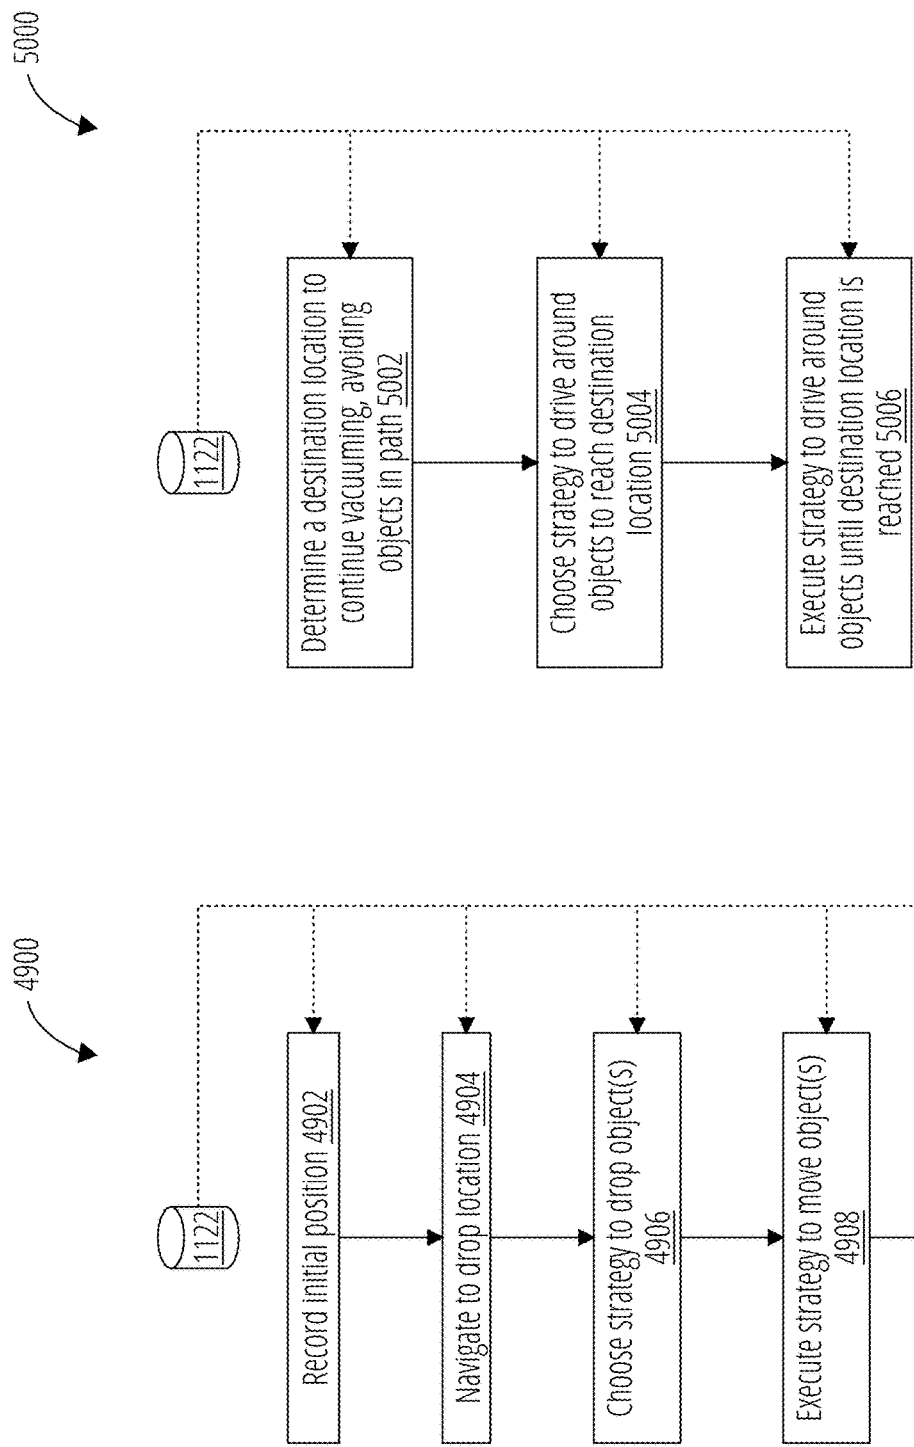 4900
1122
Record initial position 4902
Navigate to drop location 4904
Choose strategy to drop object(s)
4906
Execute strategy to move object(s)
4908
5000
1122
Determine a destination location to
continue vacuuming, avoiding
objects in path 5002
Choose strategy to drive around
objects to reach destination
location 5004
Execute strategy to drive around
objects until destination location is
reached 5006